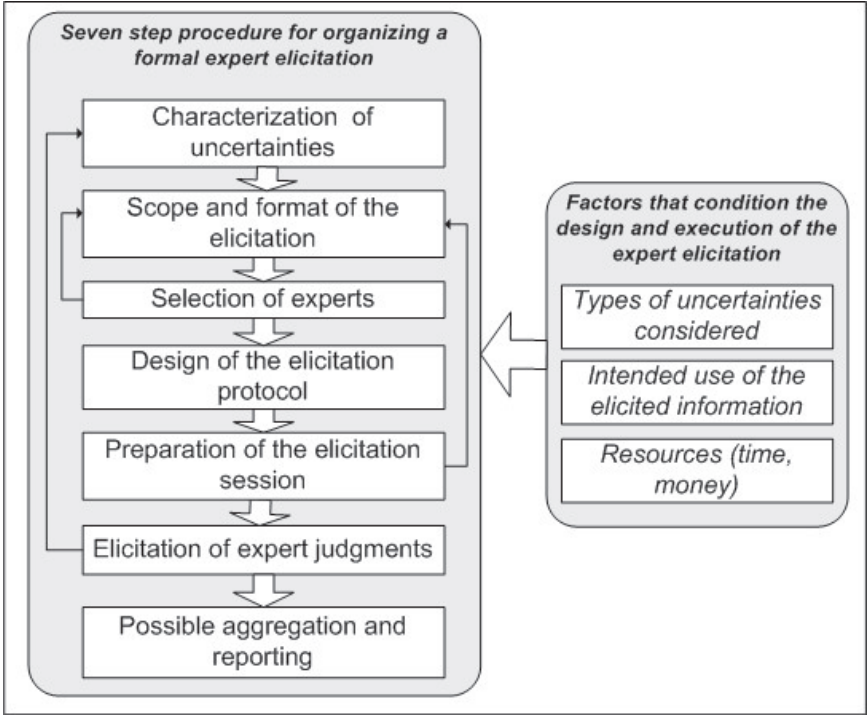 Seven step procedure for organizing a
formal expert elicitation
Characterization of
uncertainties
Scope and format of the
elicitation
Selection of experts
Design of the elicitation
protocol
Preparation of the elicitation
session
Elicitation of expert judgments
Possible aggregation and
reporting
Factors that condition the
design and execution of the
expert elicitation
Types of uncertainties
considered
Intended use of the
elicited information
Resources (time,
money)